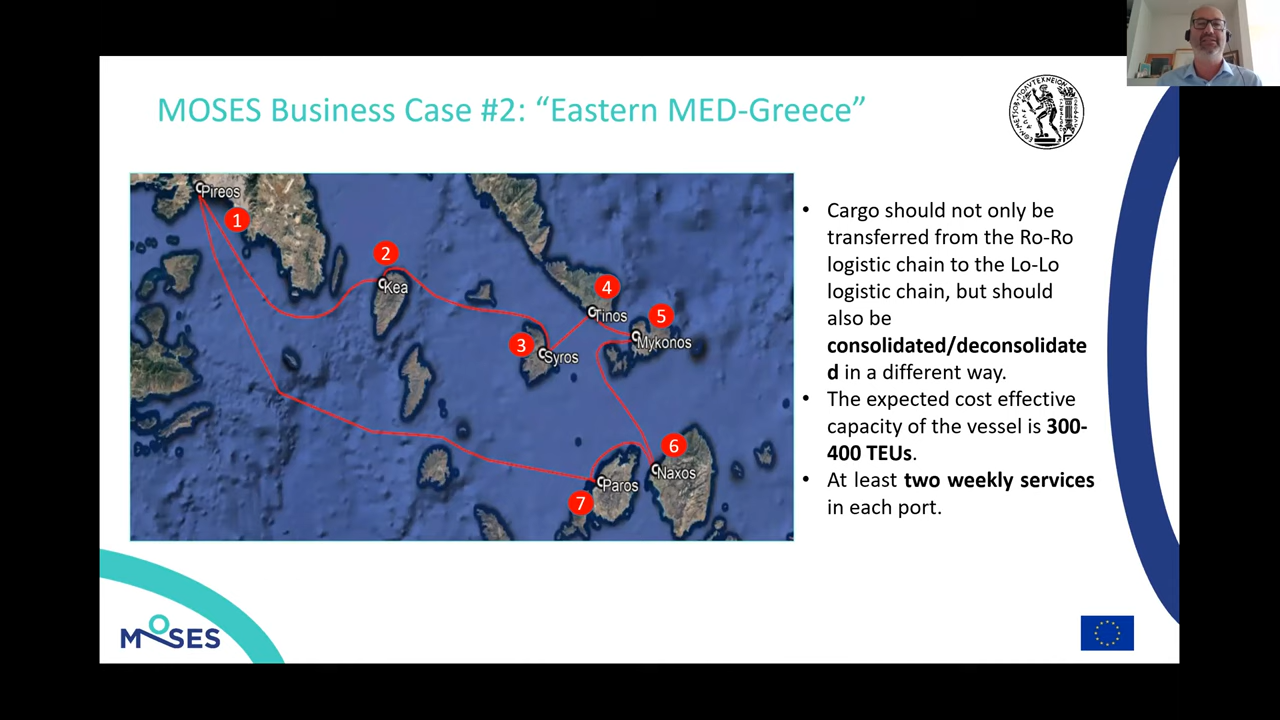 MOSES Business Case #2: “Eastern MED-Greece”
Pireos
1
2
Kea
4
Tinos
5
Mykonos
3
Syros
6
Naxos
Paros
7
• Cargo should not only be
transferred from the Ro-Ro
logistic chain to the Lo-Lo
logistic chain, but should
also be
consolidated/deconsolidate
d in a different way.
• The expected cost effective
capacity of the vessel is 300-
400 TEUs.
• At least two weekly services
in each port.
MOSES